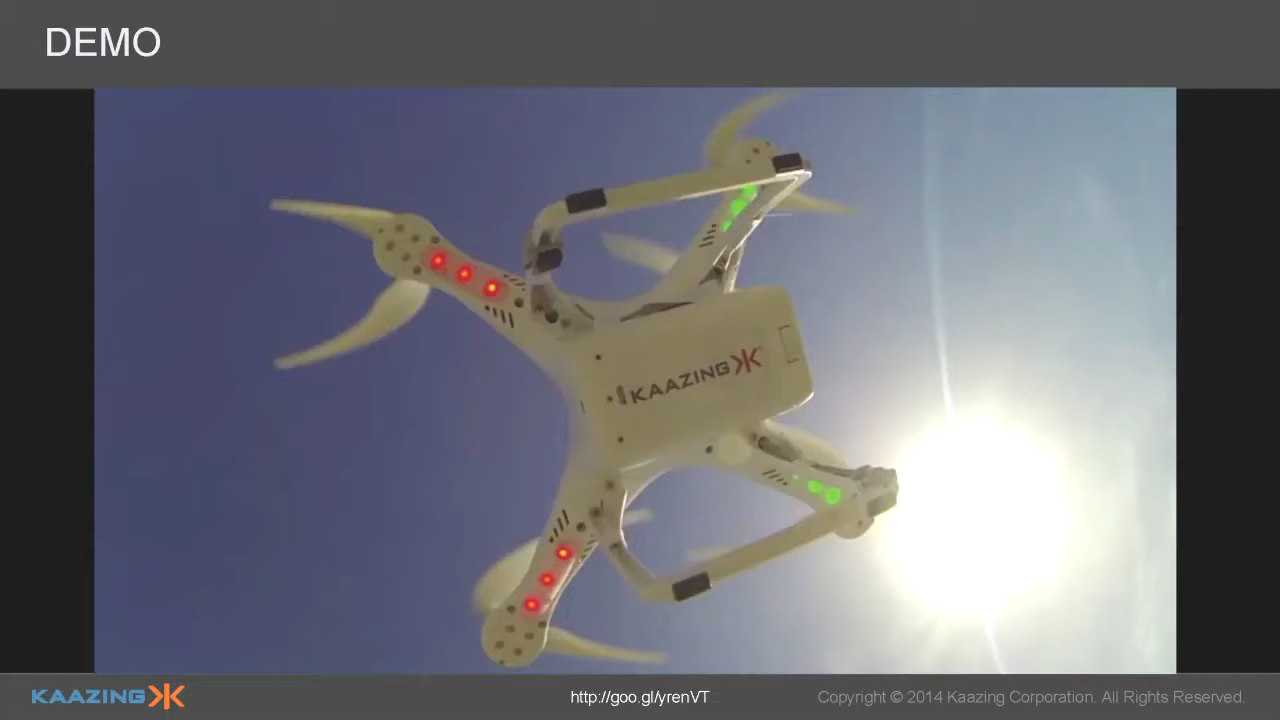 DEMO
KAAZING
KAAZING
http://goo.gl/yrenVT
Copyright © 2014 Kaazing Corporation. All Rights Reserved.